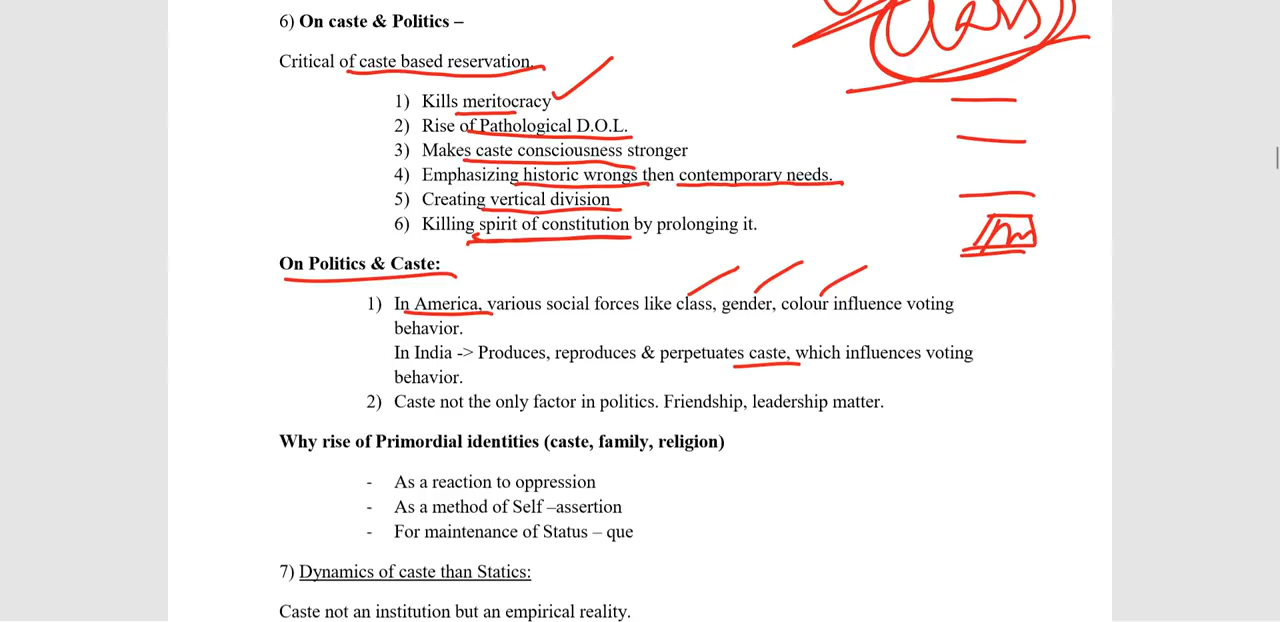 6) On caste & Politics –
Class
Critical of caste based reservation.
1) Kills meritocracy
2) Rise of Pathological D.O.L.
3) Makes caste consciousness stronger
4) Emphasizing historic wrongs then contemporary needs.
5) Creating vertical division
6) Killing spirit of constitution by prolonging it.
On Politics & Caste:
1) In America, various social forces like class, gender, colour influence voting
behavior.
In India -> Produces, reproduces & perpetuates caste, which influences voting
behavior.
2) Caste not the only factor in politics. Friendship, leadership matter.
Why rise of Primordial identities (caste, family, religion)
- As a reaction to oppression
- As a method of Self –assertion
- For maintenance of Status – que
7) Dynamics of caste than Statics:
Caste not an institution but an empirical reality.